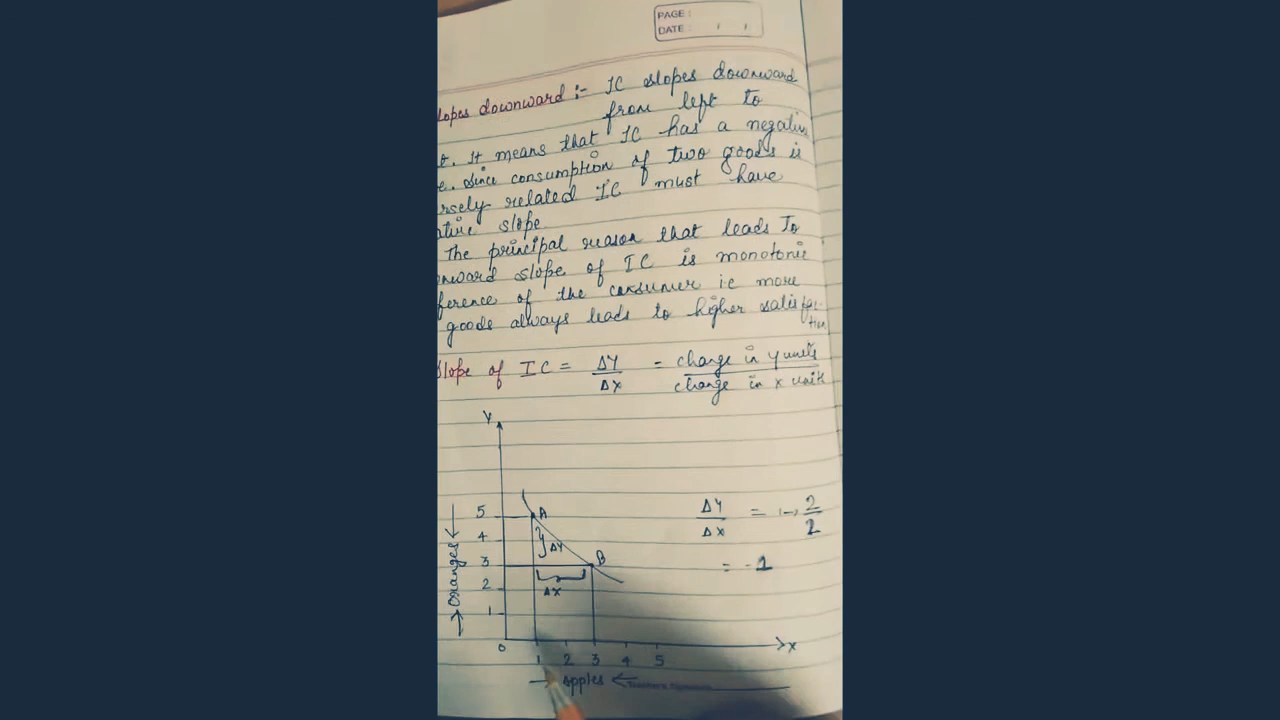 PAGE :
DATE : , ,
lopes downward :- IC slopes downward
from left to
t. It means that IC has a negativ
e. since consumption of two goods is
rsely related IC must have
ative slope
The principal reason that leads To
nward slope of IC is monotonic
ference of the consumer i.e more
goods always leads to higher satisfac-
tion
Slope of IC = ΔY/ΔX = change in y units/change in x units
Y
5 A
4 ΔY
3 B
ΔX
2
1
Oranges
ΔY/ΔX = - 2/2
= -1
0 1 2 3 4 5 X
apples